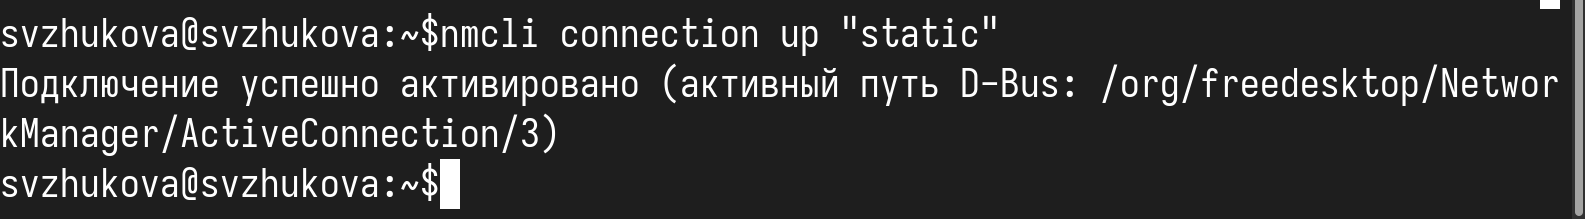 svzhukova@svzhukova:~$nmcli connection up "static"
Подключение успешно активировано (активный путь D-Bus: /org/freedesktop/Networ
kManager/ActiveConnection/3)
svzhukova@svzhukova:~$